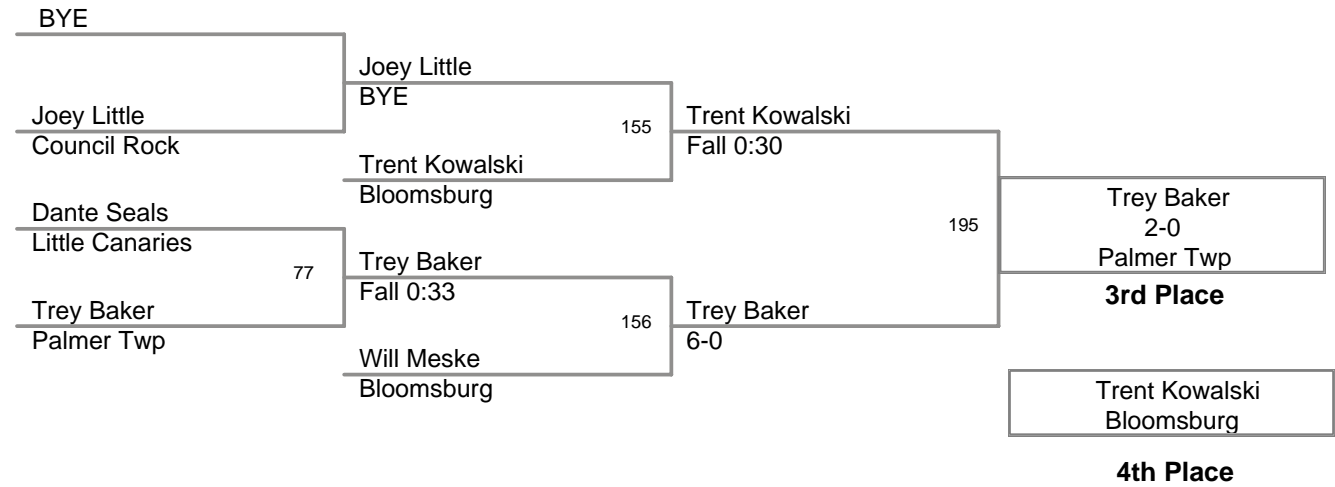 BYE
Joey Little
BYE
Joey Little
Council Rock
155
Trent Kowalski
Fall 0:30
Trent Kowalski
Bloomsburg
Dante Seals
Little Canaries
77
Trey Baker
Fall 0:33
Trey Baker
Palmer Twp
156
Trey Baker
6-0
Will Meske
Bloomsburg
195
Trey Baker
2-0
Palmer Twp
3rd Place
Trent Kowalski
Bloomsburg
4th Place